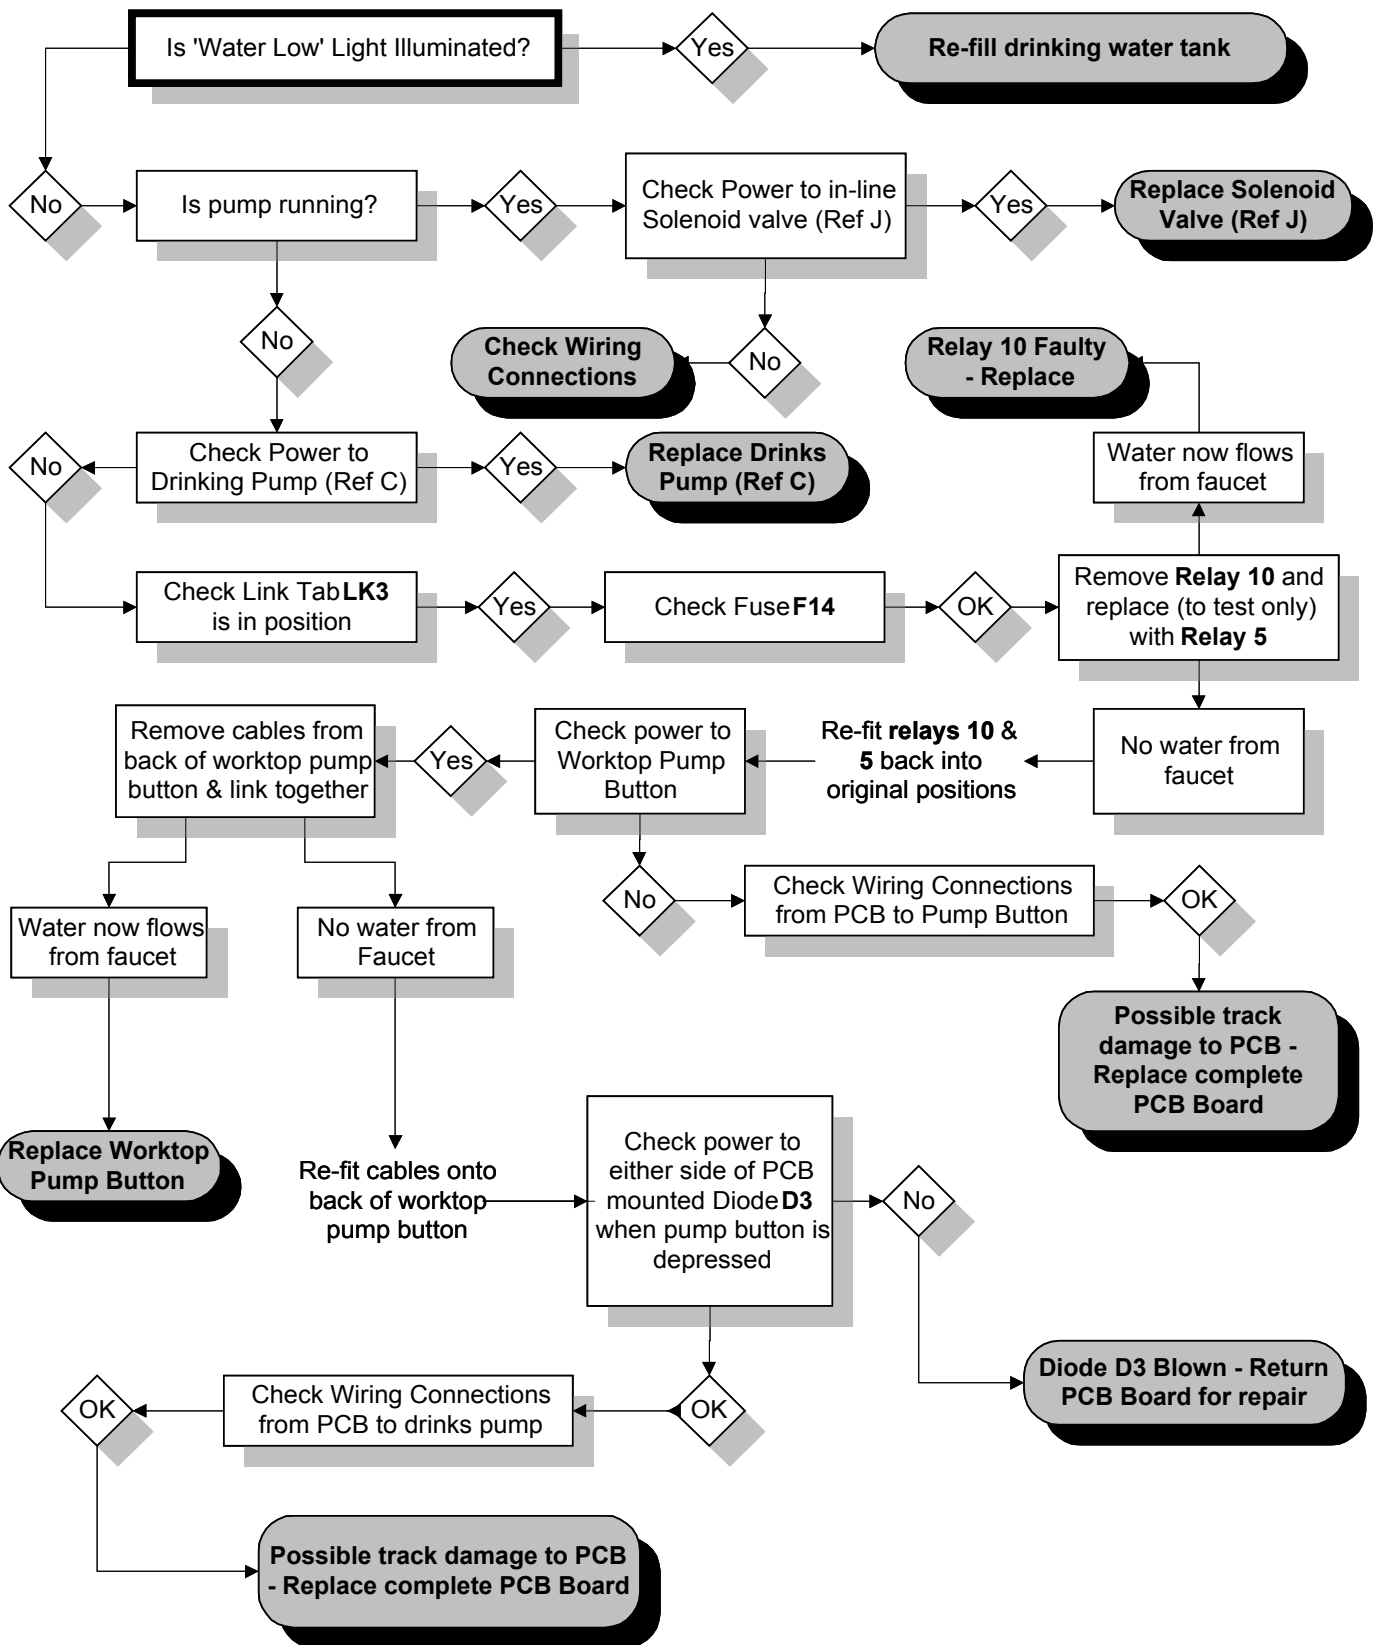 Is 'Water Low' Light Illuminated?
Yes
Re-fill drinking water tank
No
Is pump running?
Yes
Check Power to in-line
Solenoid valve (Ref J)
Yes
Replace Solenoid
Valve (Ref J)
No
Check Wiring
Connections
No
Relay 10 Faulty
- Replace
No
Check Power to
Drinking Pump (Ref C)
Yes
Replace Drinks
Pump (Ref C)
Water now flows
from faucet
Check Link Tab LK3
is in position
Yes
Check Fuse F14
OK
Remove Relay 10 and
replace (to test only)
with Relay 5
Remove cables from
back of worktop pump
button & link together
Yes
Check power to
Worktop Pump
Button
Re-fit relays 10 &
5 back into
original positions
No water from
faucet
No
Check Wiring Connections
from PCB to Pump Button
OK
Water now flows
from faucet
No water from
Faucet
Possible track
damage to PCB -
Replace complete
PCB Board
Replace Worktop
Pump Button
Re-fit cables onto
back of worktop
pump button
Check power to
either side of PCB
mounted Diode D3
when pump button is
depressed
No
Diode D3 Blown - Return
PCB Board for repair
OK
Check Wiring Connections
from PCB to drinks pump
OK
Possible track damage to PCB
- Replace complete PCB Board